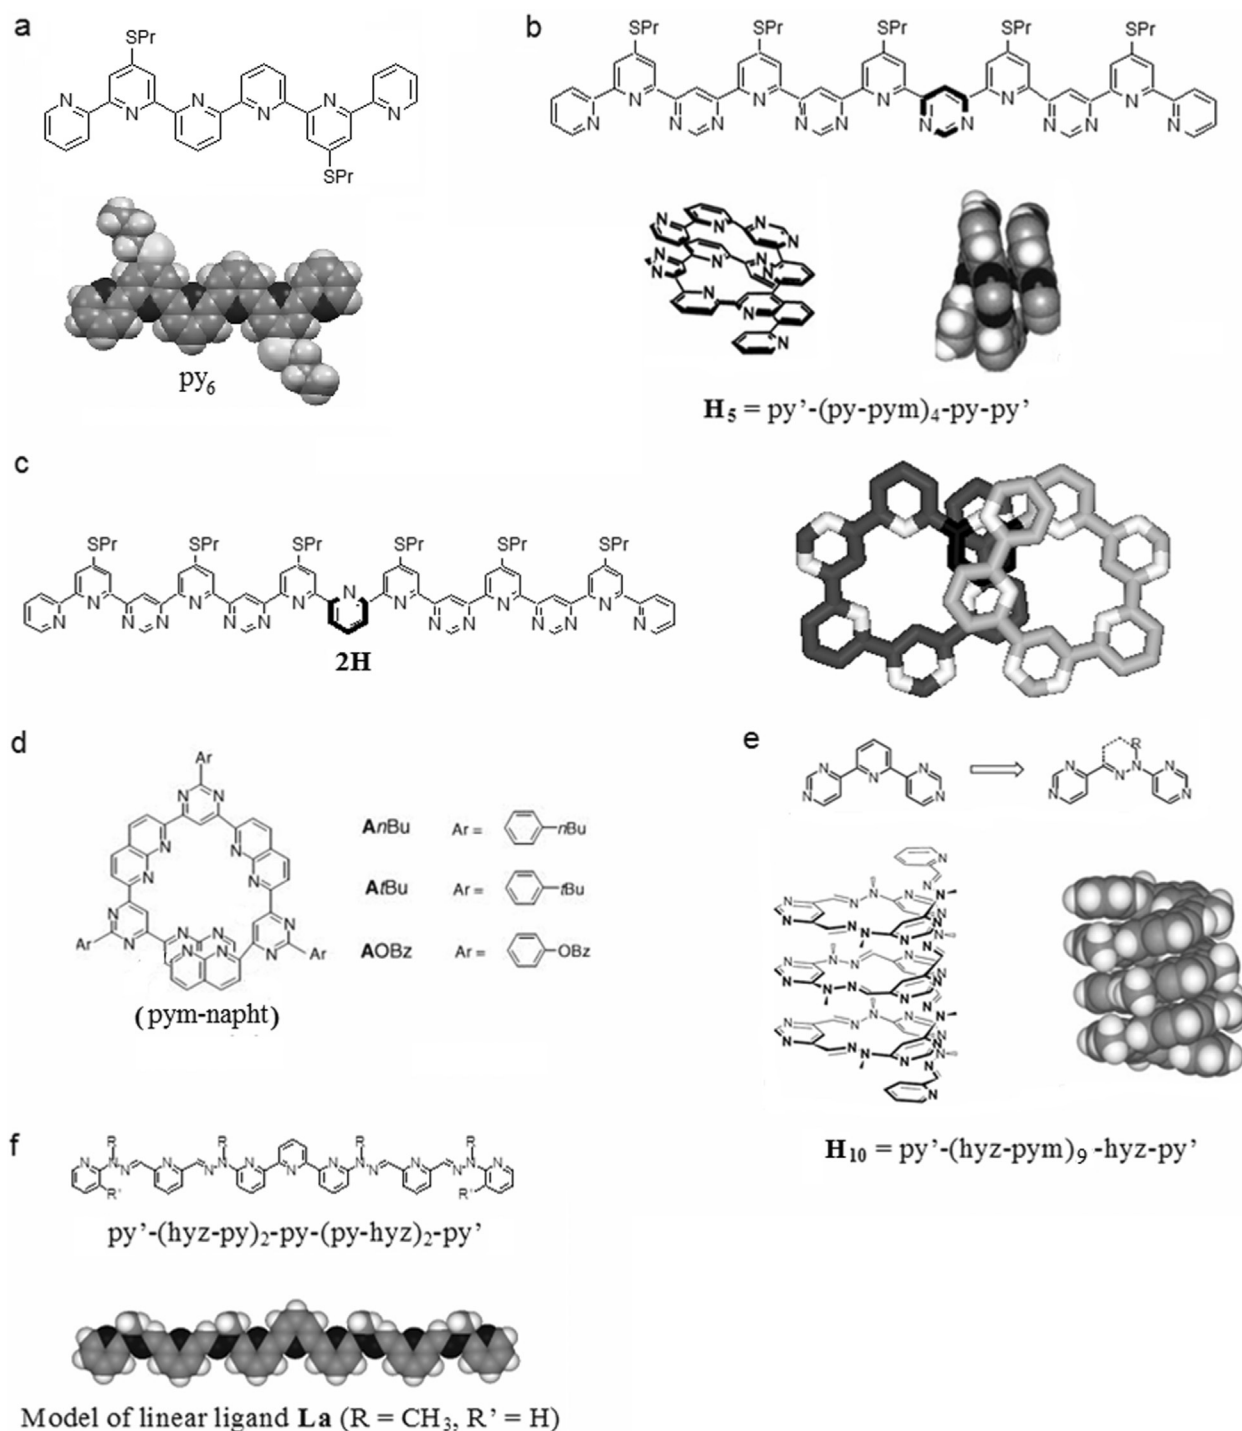 a
SPr
N N N N N N
SPr
py₆
b
SPr SPr SPr SPr SPr
N N N N N N N
N N N N N N N N
H₅ = py’-(py-pym)₄-py-py’
c
SPr SPr SPr SPr SPr SPr
N N N N N N
N N N N N N N N N N N
2H
d
Ar
N N
N N
N N
Ar Ar
(pym-napht)
AnBu Ar = nBu
AtBu Ar = tBu
AOBz Ar = OBz
e
R
N N N N N
N N N N N N
H₁₀ = py’-(hyz-pym)₉ -hyz-py’
f
R R R R
N N N N N N N N N N N N N N N
R' R'
py’-(hyz-py)₂-py-(py-hyz)₂-py’
Model of linear ligand La (R = CH₃, R’ = H)